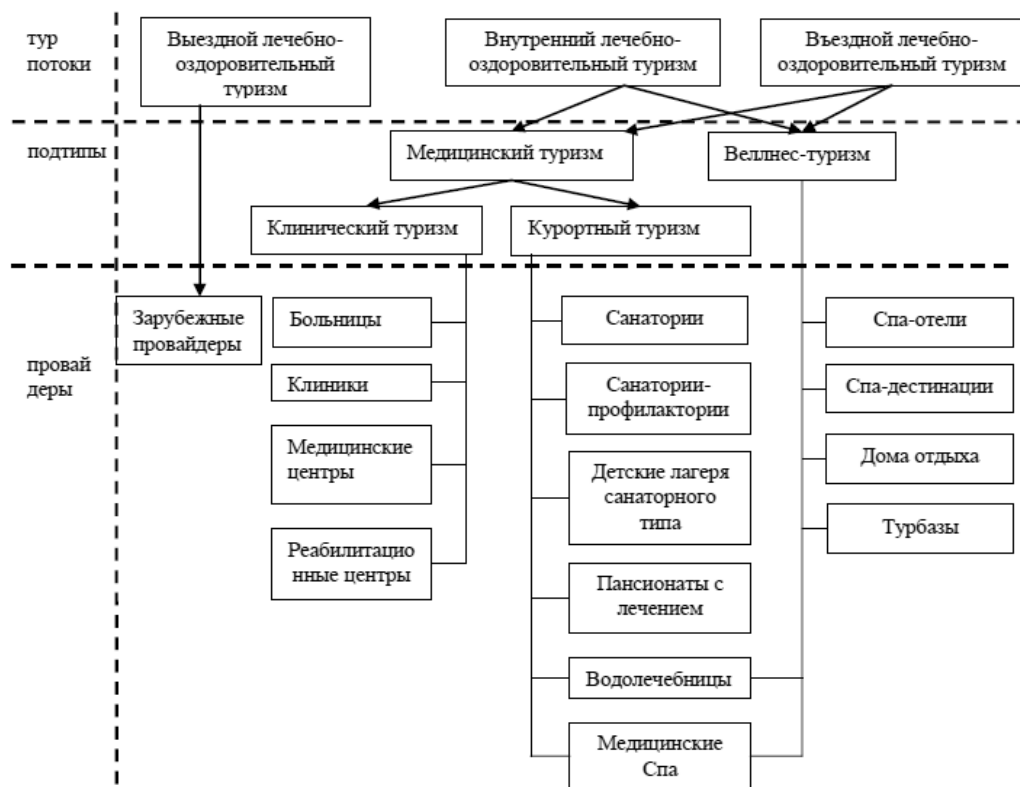 тур
потоки
Выездной лечебно-
оздоровительный
туризм
Внутренний лечебно-
оздоровительный туризм
Въездной лечебно-
оздоровительный туризм
подтипы
Медицинский туризм
Веллнес-туризм
Клинический туризм
Курортный туризм
провай
деры
Зарубежные
провайдеры
Больницы
Клиники
Медицинские
центры
Реабилитацио
нные центры
Санатории
Санатории-
профилактории
Детские лагеря
санаторного
типа
Пансионаты с
лечением
Водолечебницы
Медицинские
Спа
Спа-отели
Спа-дестинации
Дома отдыха
Турбазы